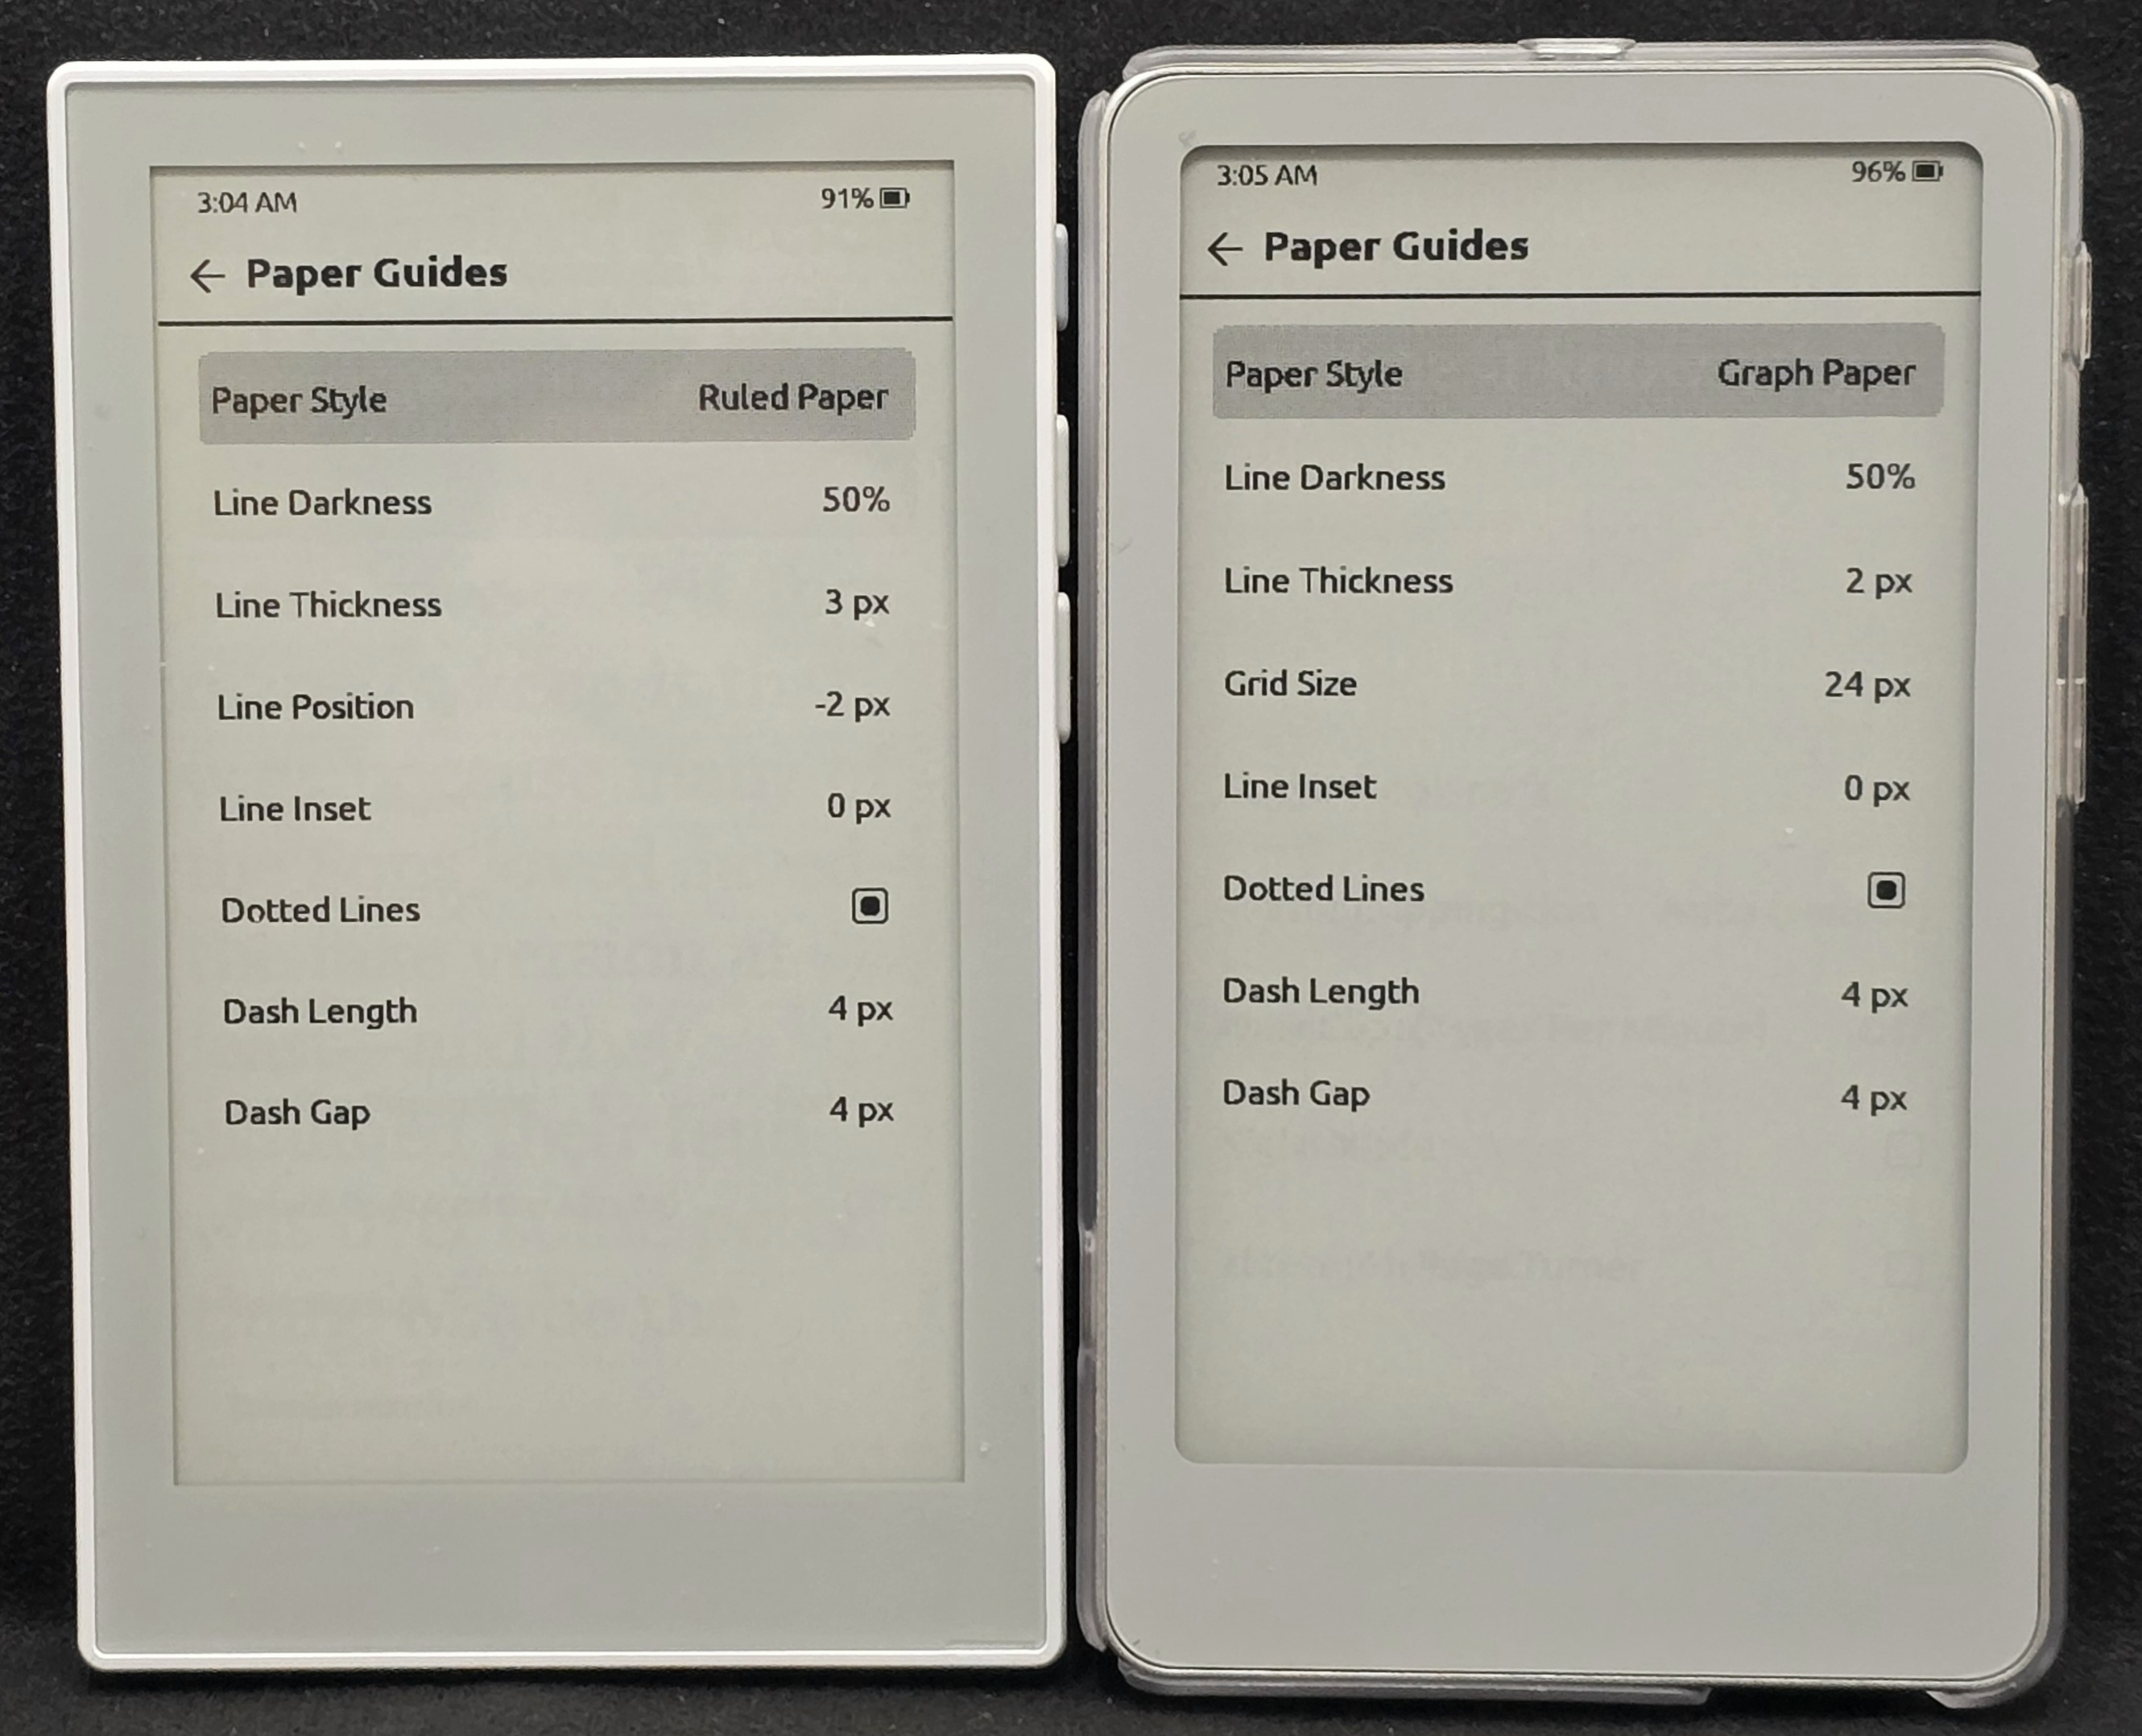 3:04 AM 91%
← Paper Guides
Paper Style Ruled Paper
Line Darkness 50%
Line Thickness 3 px
Line Position -2 px
Line Inset 0 px
Dotted Lines
Dash Length 4 px
Dash Gap 4 px
3:05 AM 96%
← Paper Guides
Paper Style Graph Paper
Line Darkness 50%
Line Thickness 2 px
Grid Size 24 px
Line Inset 0 px
Dotted Lines
Dash Length 4 px
Dash Gap 4 px